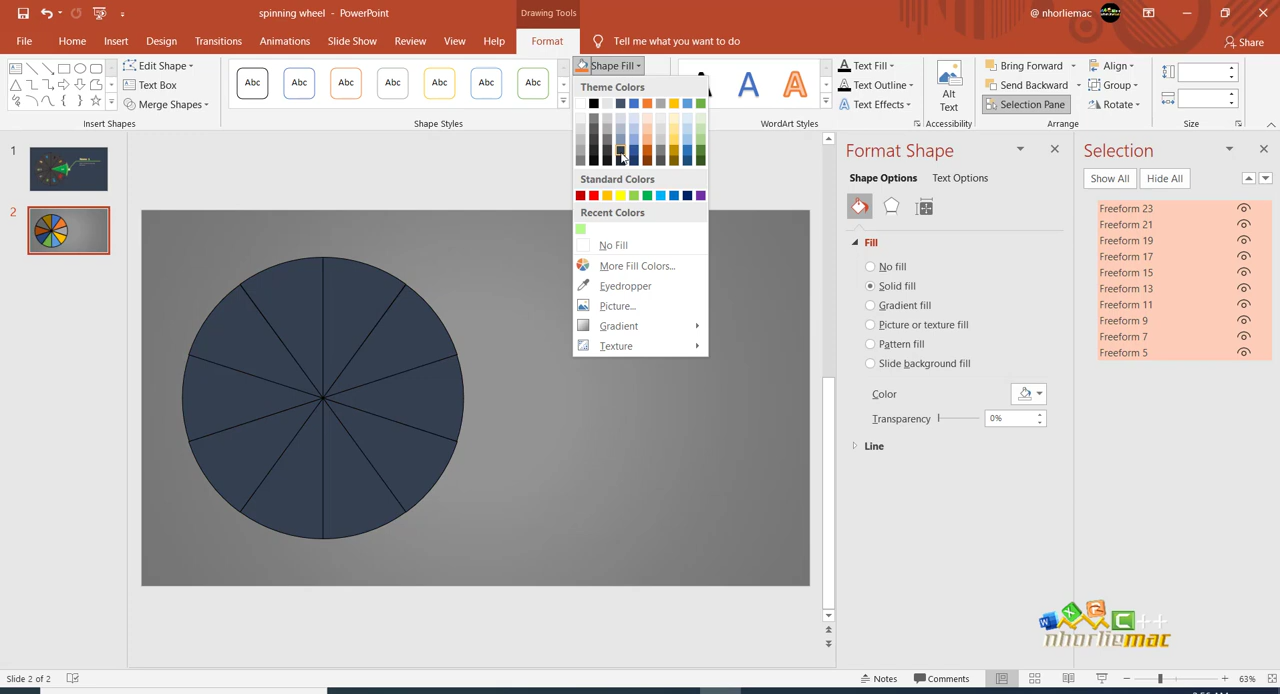 spinning wheel - PowerPoint
Drawing Tools
@ nhorliemac
File Home Insert Design Transitions Animations Slide Show Review View Help Format Tell me what you want to do
Share
Edit Shape
Text Box
Merge Shapes
Insert Shapes
Abc Abc Abc Abc Abc Abc Abc
Shape Styles
Shape Fill
Theme Colors
Standard Colors
Recent Colors
No Fill
More Fill Colors...
Eyedropper
Picture...
Gradient
Texture
A A A
WordArt Styles
Text Fill
Text Outline
Text Effects
Alt
Text
Accessibility
Bring Forward
Send Backward
Selection Pane
Align
Group
Rotate
Arrange
Size
1
2
Format Shape
Shape Options Text Options
Fill
No fill
Solid fill
Gradient fill
Picture or texture fill
Pattern fill
Slide background fill
Color
Transparency 0%
Line
Selection
Show All Hide All
Freeform 23
Freeform 21
Freeform 19
Freeform 17
Freeform 15
Freeform 13
Freeform 11
Freeform 9
Freeform 7
Freeform 5
C++
nhorliemac
Slide 2 of 2
Notes Comments
63%